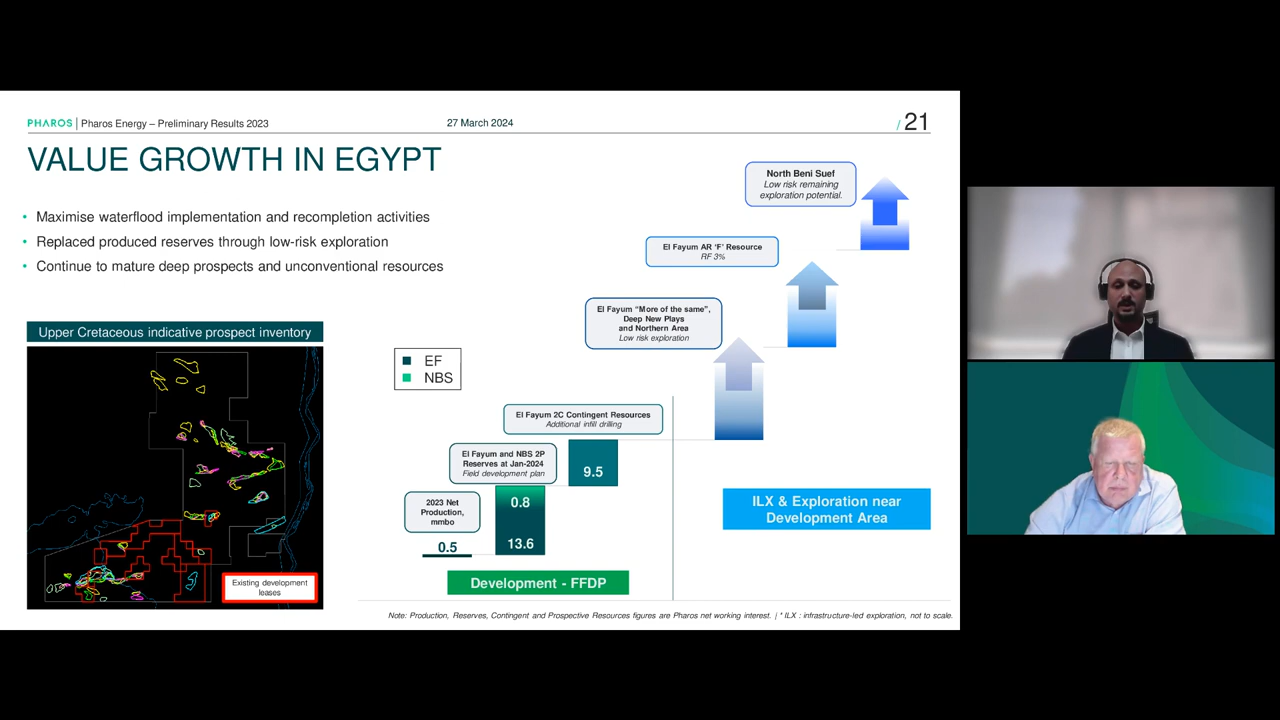 PHAROS | Pharos Energy – Preliminary Results 2023
27 March 2024
/ 21
VALUE GROWTH IN EGYPT
• Maximise waterflood implementation and recompletion activities
• Replaced produced reserves through low-risk exploration
• Continue to mature deep prospects and unconventional resources
Upper Cretaceous indicative prospect inventory
Existing development
leases
EF
NBS
2023 Net
Production,
mmbo
0.5
El Fayum and NBS 2P
Reserves at Jan-2024
Field development plan
0.8
13.6
El Fayum 2C Contingent Resources
Additional infill drilling
9.5
Development - FFDP
El Fayum “More of the same”,
Deep New Plays
and Northern Area
Low risk exploration
El Fayum AR ‘F’ Resource
RF 3%
North Beni Suef
Low risk remaining
exploration potential.
ILX & Exploration near
Development Area
Note: Production, Reserves, Contingent and Prospective Resources figures are Pharos net working interest. | * ILX : infrastructure-led exploration, not to scale.